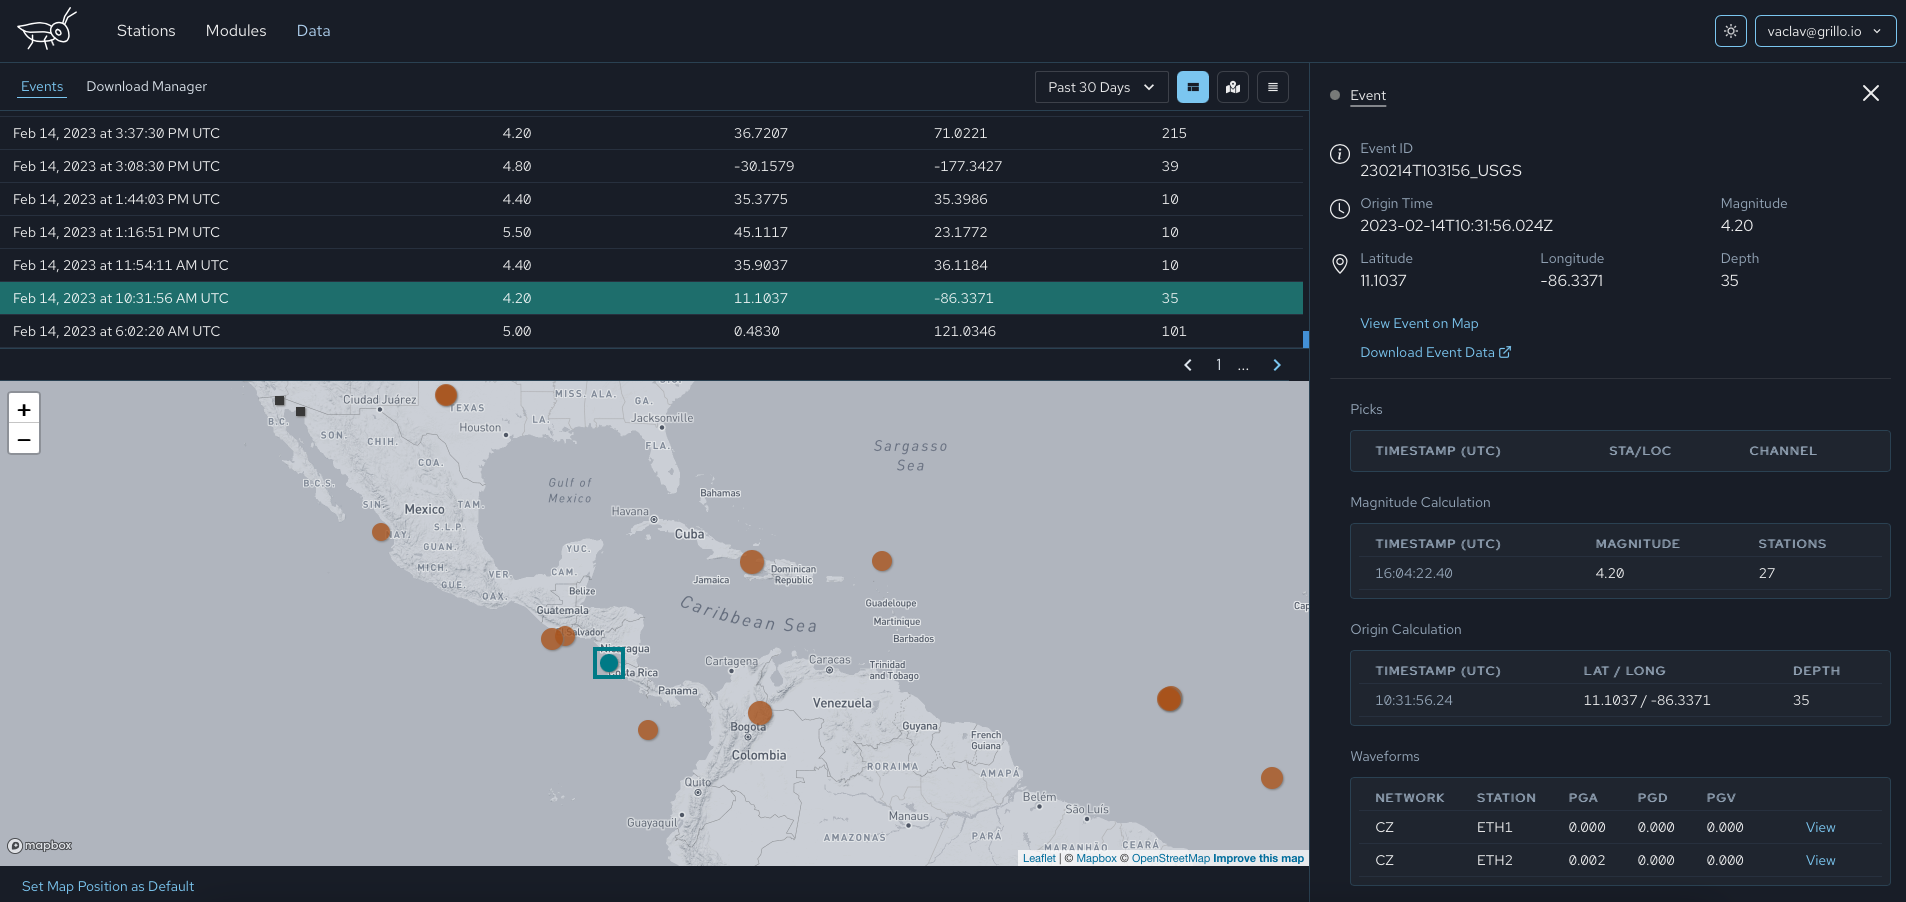 Stations Modules Data
vaclav@grillo.io
Events Download Manager
Past 30 Days
Feb 14, 2023 at 3:37:30 PM UTC 4.20 36.7207 71.0221 215
Feb 14, 2023 at 3:08:30 PM UTC 4.80 -30.1579 -177.3427 39
Feb 14, 2023 at 1:44:03 PM UTC 4.40 35.3775 35.3986 10
Feb 14, 2023 at 1:16:51 PM UTC 5.50 45.1117 23.1772 10
Feb 14, 2023 at 11:54:11 AM UTC 4.40 35.9037 36.1184 10
Feb 14, 2023 at 10:31:56 AM UTC 4.20 11.1037 -86.3371 35
Feb 14, 2023 at 6:02:20 AM UTC 5.00 0.4830 121.0346 101
1 ...
+
−
Ciudad Juárez
TEXAS
MISS. ALA.
GA.
LA.
Jacksonville
B.C.
SON.
CHIH.
Houston
FLA.
COA.
Sargasso
Sea
B.C.S.
Gulf of
Mexico
Bahamas
SIN.
Mexico
TAM.
Havana
S.L.P.
Cuba
GUAN.
YUC.
MICH.
VER.
CAM.
Jamaica
Dominican
Republic
GUE.
OAX.
Belize
Guatemala
Caribbean Sea
Guadeloupe
Martinique
Barbados
Cartagena
Caracas
Trinidad
and Tobago
Panama
Venezuela
Bogotá
Guyana
French
Guiana
Colombia
RORAIMA
AMAPÁ
Quito
Belém
São Luís
Guayaquil
Manaus
AMAZONAS
PARÁ
MARANHÃO
CEARÁ
mapbox
Leaflet | © Mapbox © OpenStreetMap Improve this map
Set Map Position as Default
Event
Event ID
230214T103156_USGS
Origin Time Magnitude
2023-02-14T10:31:56.024Z 4.20
Latitude Longitude Depth
11.1037 -86.3371 35
View Event on Map
Download Event Data
Picks
TIMESTAMP (UTC) STA/LOC CHANNEL
Magnitude Calculation
TIMESTAMP (UTC) MAGNITUDE STATIONS
16:04:22.40 4.20 27
Origin Calculation
TIMESTAMP (UTC) LAT / LONG DEPTH
10:31:56.24 11.1037 / -86.3371 35
Waveforms
NETWORK STATION PGA PGD PGV
CZ ETH1 0.000 0.000 0.000 View
CZ ETH2 0.002 0.000 0.000 View